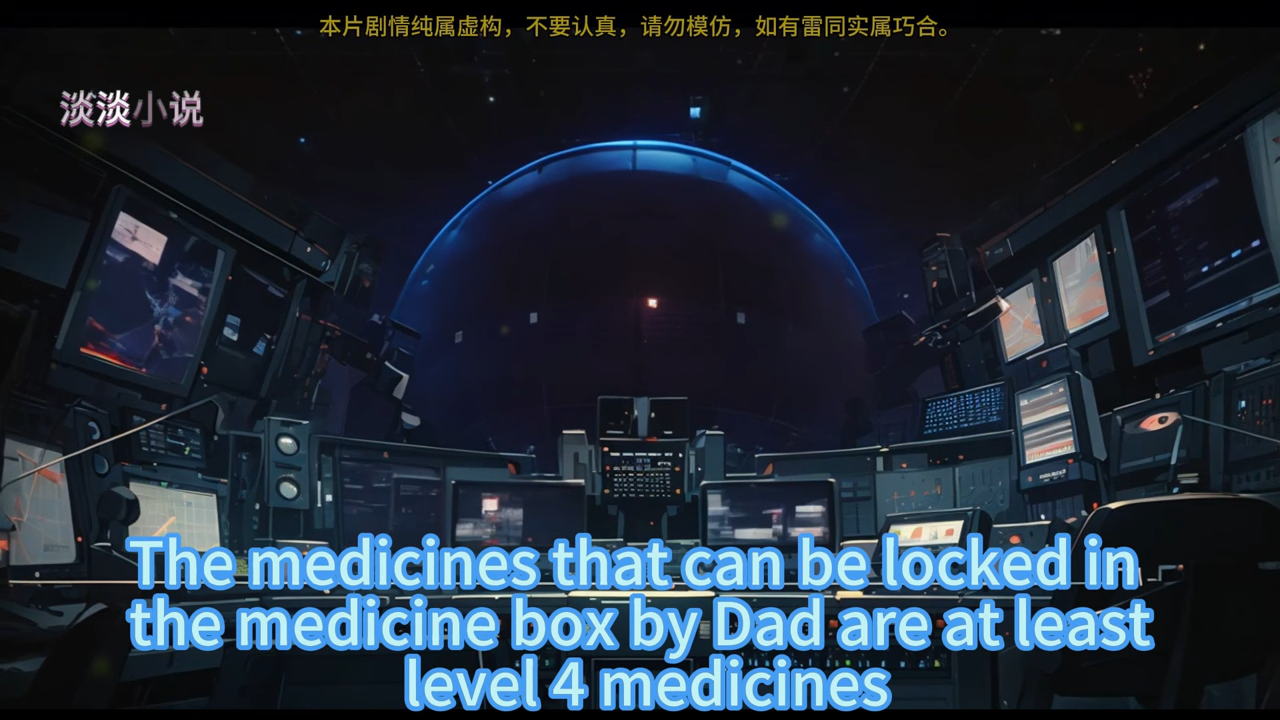 本片剧情纯属虚构，不要认真，请勿模仿，如有雷同实属巧合。
淡淡小说
The medicines that can be locked in
the medicine box by Dad are at least
level 4 medicines